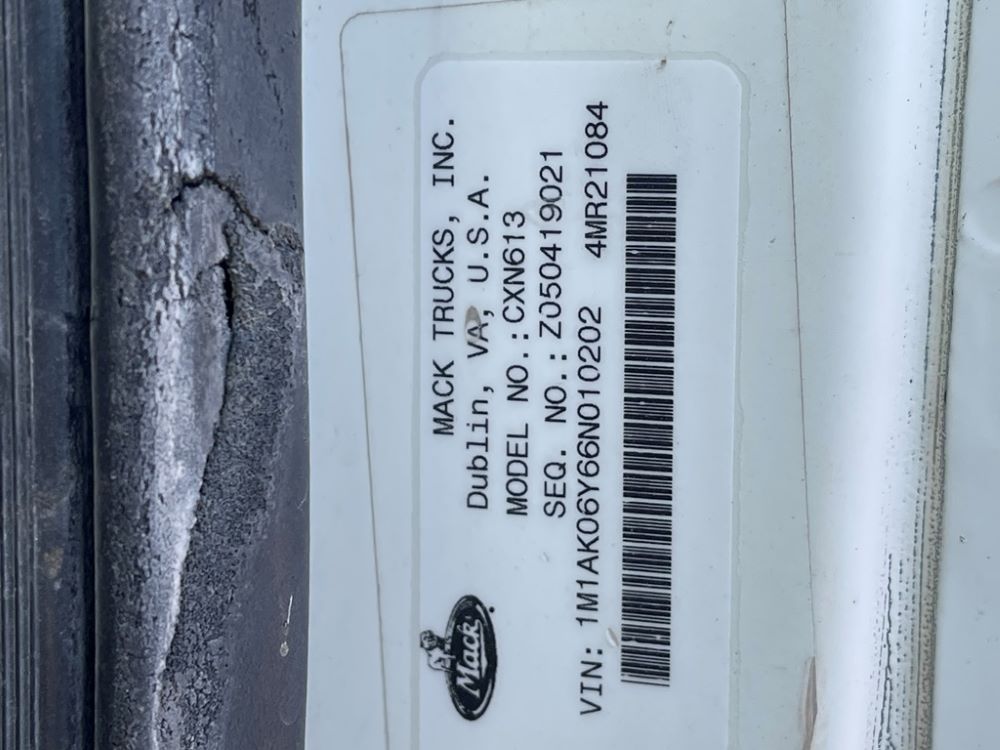 Mack
MACK TRUCKS, INC.
Dublin, VA, U.S.A.
MODEL NO.:CXN613
SEQ. NO.: Z050419021
VIN: 1M1AK06Y66N010202 4MR21084